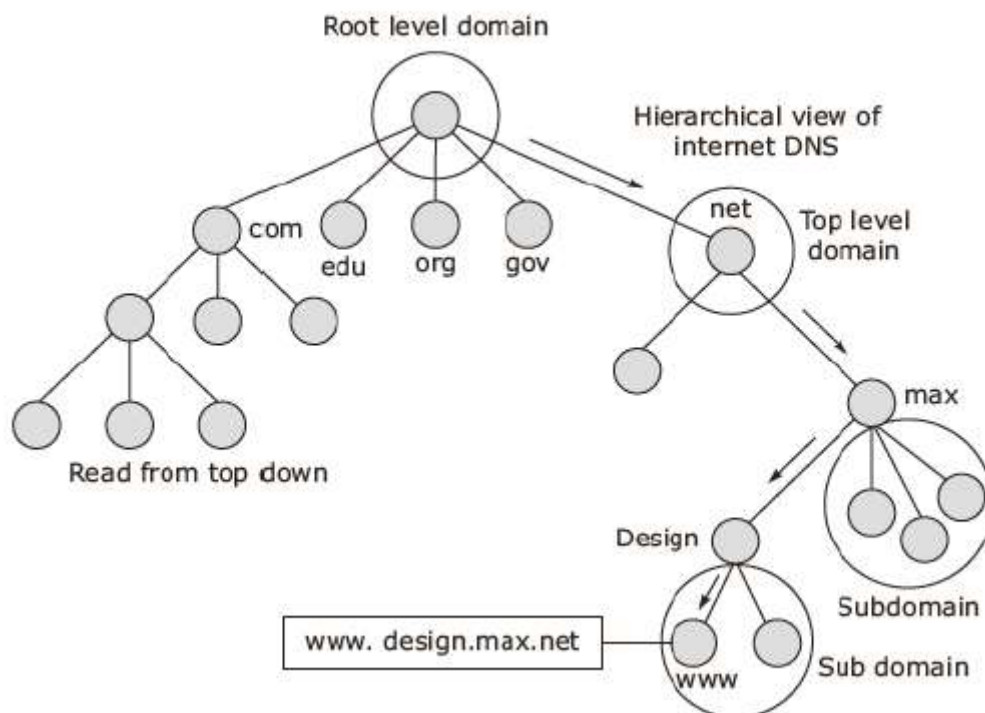 Root level domain
Hierarchical view of
internet DNS
net
Top level
domain
com
edu
org
gov
max
Read from top down
Design
Subdomain
www. design.max.net
www
Sub domain